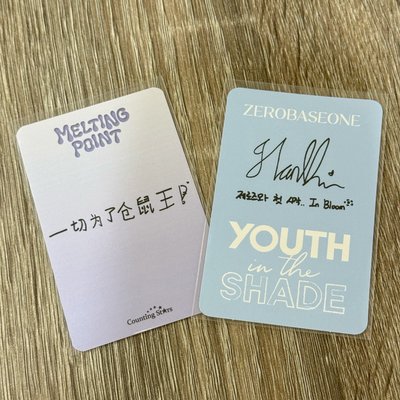 MELTING
POINT
一切为了仓鼠王!?
Counting Stars
ZEROBASEONE
Hanbin
제로즈와 첫 시작.. In Bloom
YOUTH
in the
SHADE